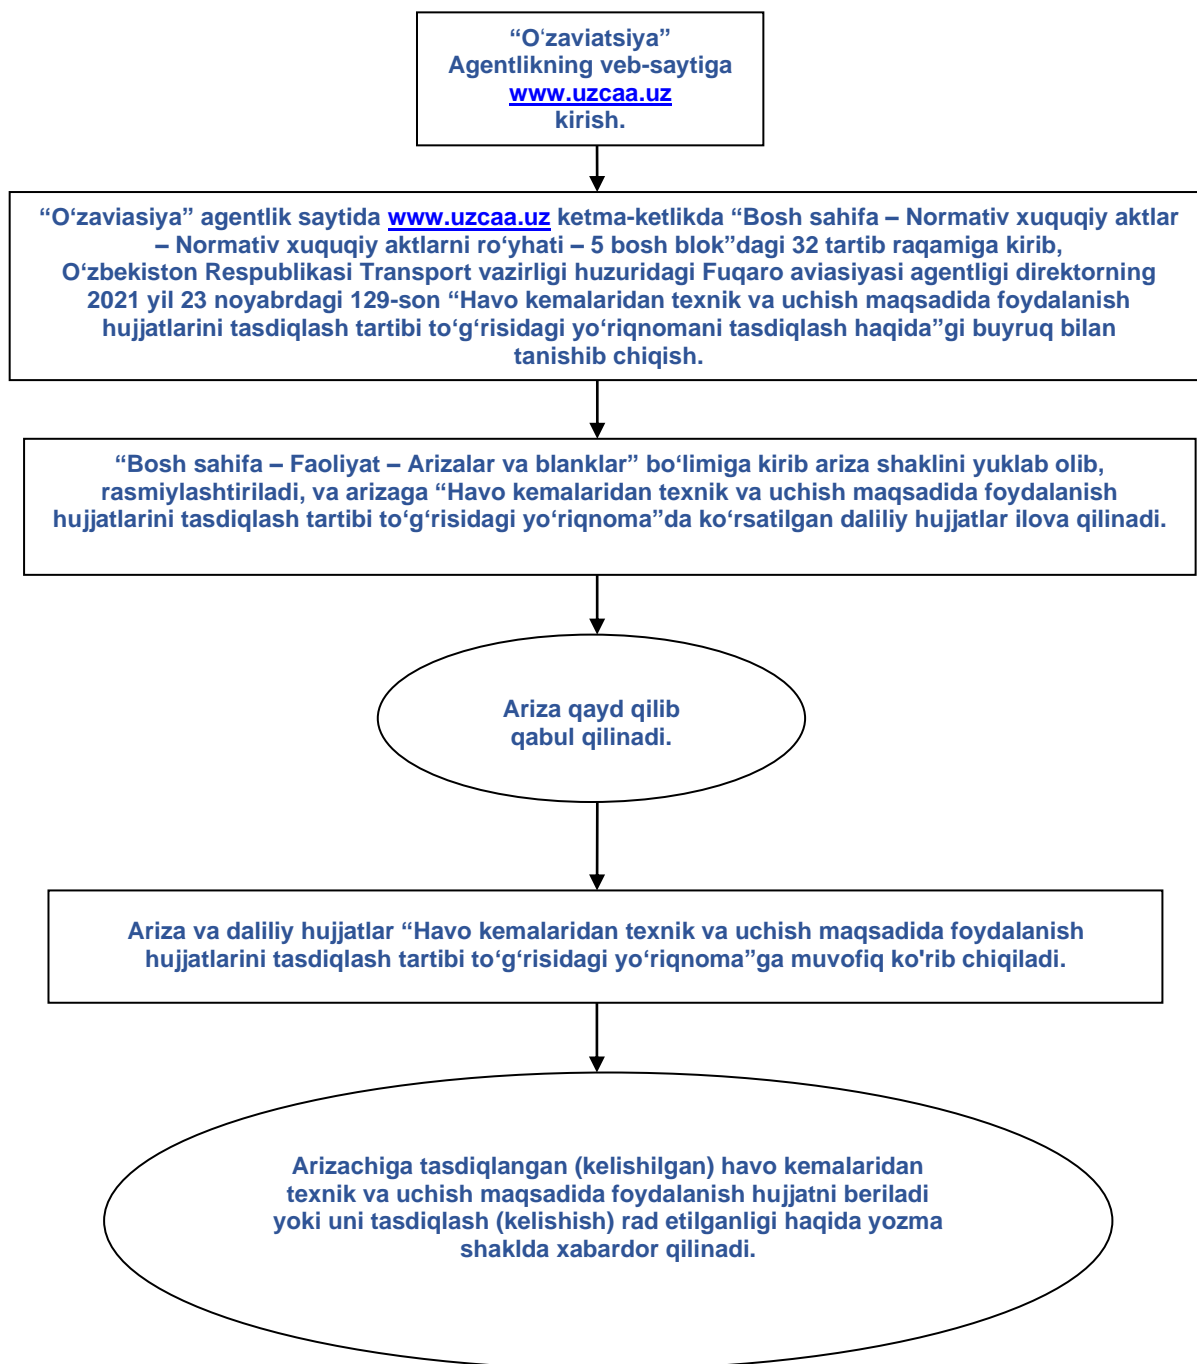 “O‘zaviatsiya”
Agentlikning veb-saytiga
www.uzcaa.uz
kirish.
“O‘zaviasiya” agentlik saytida www.uzcaa.uz ketma-ketlikda “Bosh sahifa – Normativ xuquqiy aktlar
– Normativ xuquqiy aktlarni ro‘yhati – 5 bosh blok”dagi 32 tartib raqamiga kirib,
O‘zbekiston Respublikasi Transport vazirligi huzuridagi Fuqaro aviasiyasi agentligi direktorning
2021 yil 23 noyabrdagi 129-son “Havo kemalaridan texnik va uchish maqsadida foydalanish
hujjatlarini tasdiqlash tartibi to‘g‘risidagi yo‘riqnomani tasdiqlash haqida”gi buyruq bilan
tanishib chiqish.
“Bosh sahifa – Faoliyat – Arizalar va blanklar” bo‘limiga kirib ariza shaklini yuklab olib,
rasmiylashtiriladi, va arizaga “Havo kemalaridan texnik va uchish maqsadida foydalanish
hujjatlarini tasdiqlash tartibi to‘g‘risidagi yo‘riqnoma”da ko‘rsatilgan daliliy hujjatlar ilova qilinadi.
Ariza qayd qilib
qabul qilinadi.
Ariza va daliliy hujjatlar “Havo kemalaridan texnik va uchish maqsadida foydalanish
hujjatlarini tasdiqlash tartibi to‘g‘risidagi yo‘riqnoma”ga muvofiq ko'rib chiqiladi.
Arizachiga tasdiqlangan (kelishilgan) havo kemalaridan
texnik va uchish maqsadida foydalanish hujjatni beriladi
yoki uni tasdiqlash (kelishish) rad etilganligi haqida yozma
shaklda xabardor qilinadi.